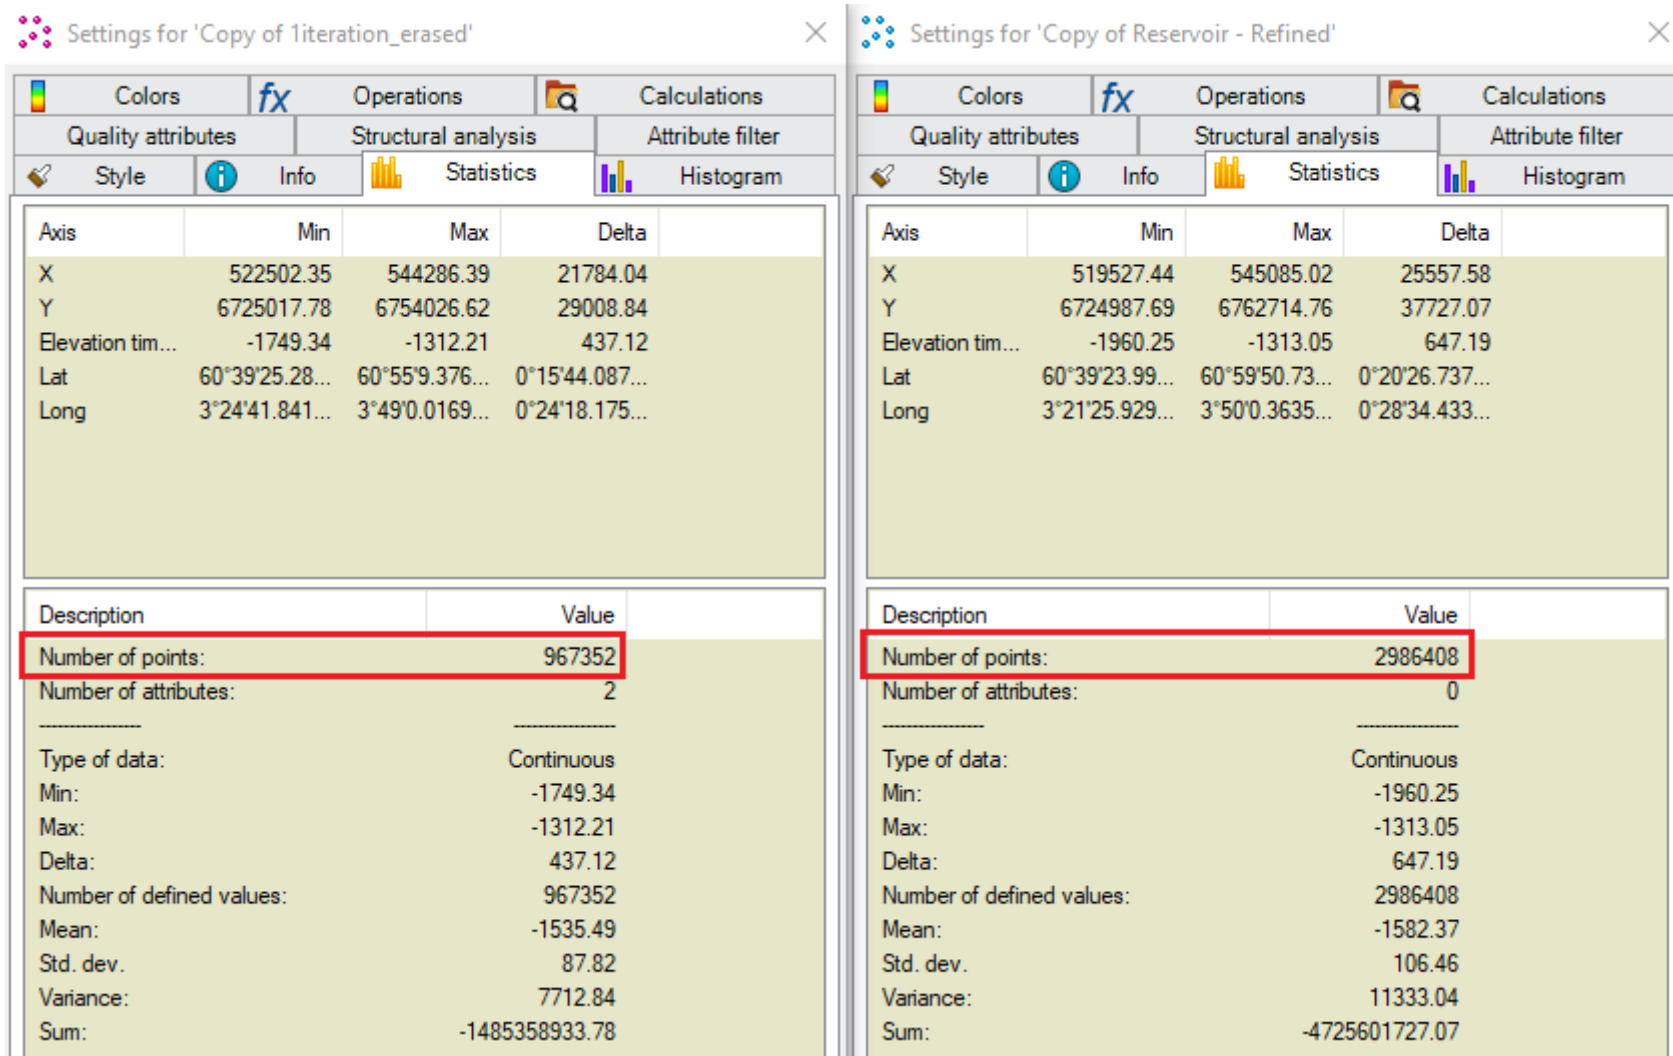 Settings for 'Copy of 1iteration_erased'
Colors
Operations
Calculations
Quality attributes
Structural analysis
Attribute filter
Style
Info
Statistics
Histogram
Axis Min Max Delta
X 522502.35 544286.39 21784.04
Y 6725017.78 6754026.62 29008.84
Elevation tim... -1749.34 -1312.21 437.12
Lat 60°39'25.28... 60°55'9.376... 0°15'44.087...
Long 3°24'41.841... 3°49'0.0169... 0°24'18.175...
Description Value
Number of points: 967352
Number of attributes: 2
----------------- -----------------
Type of data: Continuous
Min: -1749.34
Max: -1312.21
Delta: 437.12
Number of defined values: 967352
Mean: -1535.49
Std. dev. 87.82
Variance: 7712.84
Sum: -1485358933.78
Settings for 'Copy of Reservoir - Refined'
Colors
Operations
Calculations
Quality attributes
Structural analysis
Attribute filter
Style
Info
Statistics
Histogram
Axis Min Max Delta
X 519527.44 545085.02 25557.58
Y 6724987.69 6762714.76 37727.07
Elevation tim... -1960.25 -1313.05 647.19
Lat 60°39'23.99... 60°59'50.73... 0°20'26.737...
Long 3°21'25.929... 3°50'0.3635... 0°28'34.433...
Description Value
Number of points: 2986408
Number of attributes: 0
----------------- -----------------
Type of data: Continuous
Min: -1960.25
Max: -1313.05
Delta: 647.19
Number of defined values: 2986408
Mean: -1582.37
Std. dev. 106.46
Variance: 11333.04
Sum: -4725601727.07